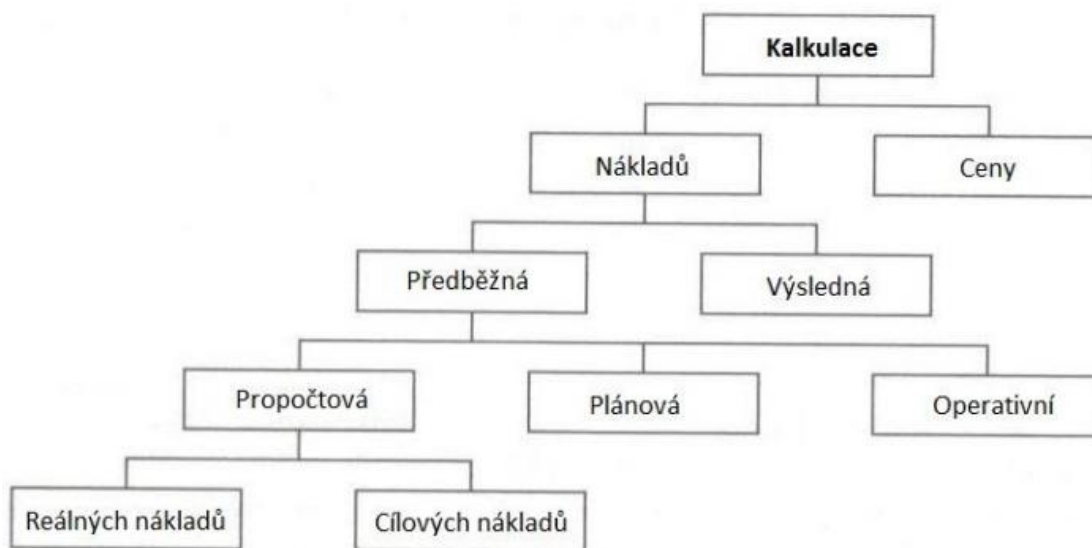 Kalkulace
Nákladů
Ceny
Předběžná
Výsledná
Propočtová
Plánová
Operativní
Reálných nákladů
Cílových nákladů